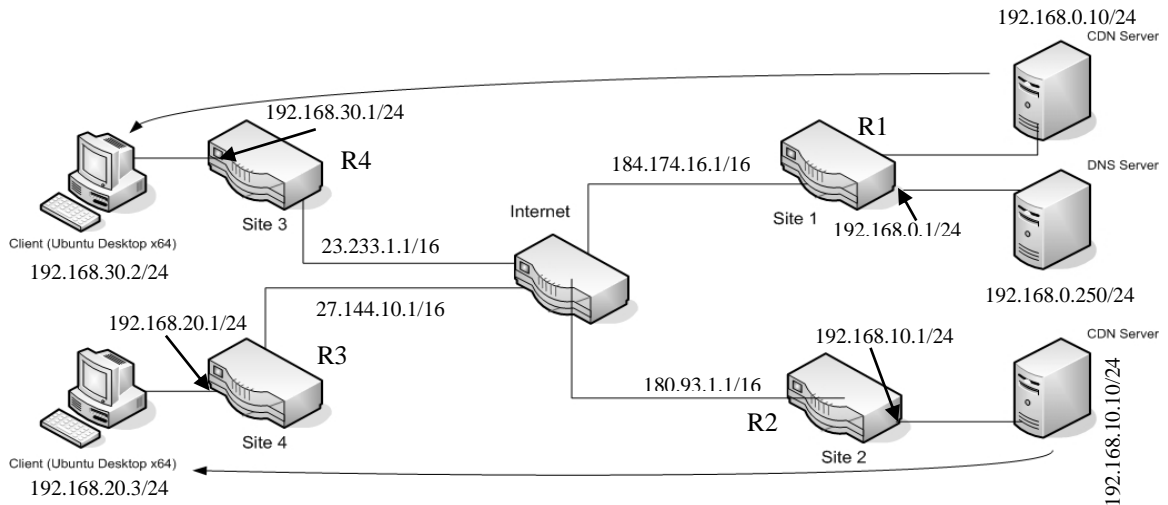 192.168.0.10/24
CDN Server
192.168.30.1/24
R1
R4
184.174.16.1/16
DNS Server
Internet
Site 1
Site 3
192.168.0.1/24
Client (Ubuntu Desktop x64)
23.233.1.1/16
192.168.30.2/24
192.168.0.250/24
27.144.10.1/16
192.168.20.1/24
CDN Server
192.168.10.1/24
R3
180.93.1.1/16
R2
192.168.10.10/24
Site 4
Site 2
Client (Ubuntu Desktop x64)
192.168.20.3/24